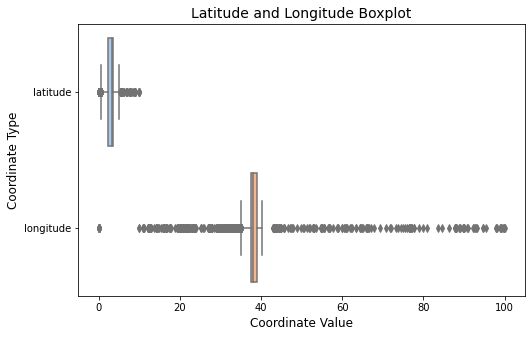 Latitude and Longitude Boxplot
Coordinate Type
latitude
longitude
0 20 40 60 80 100
Coordinate Value